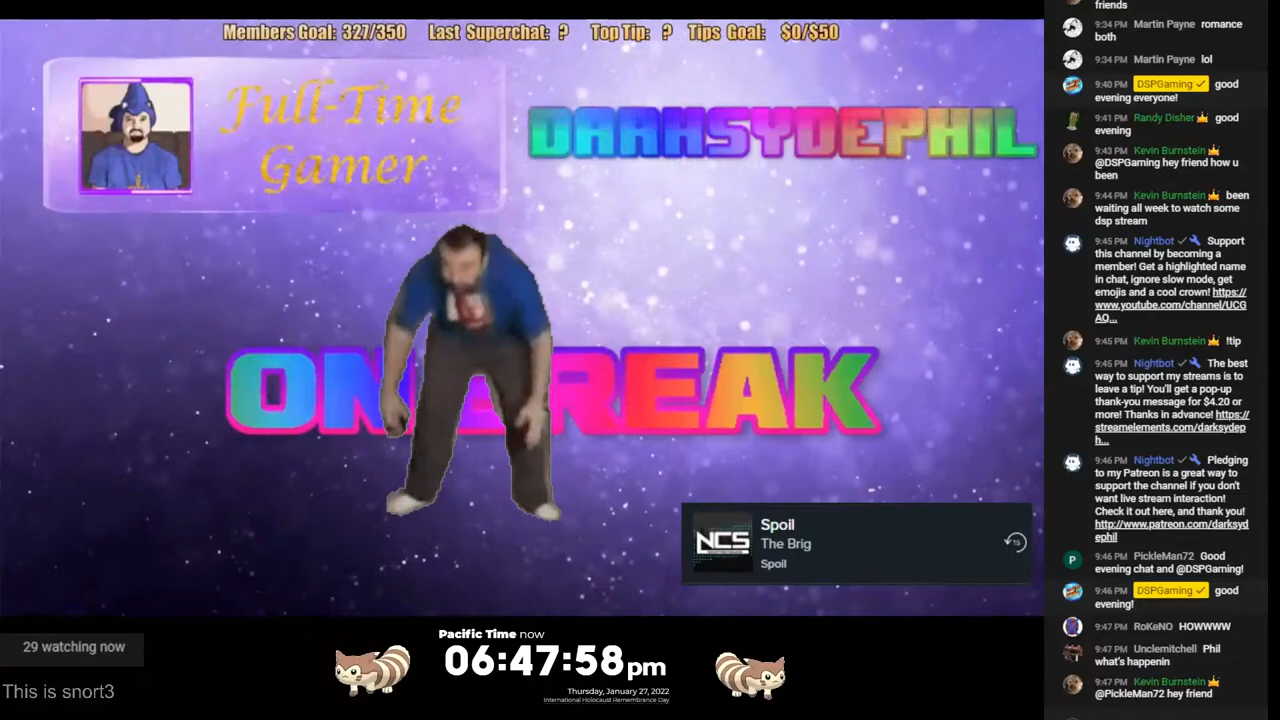 Members Goal: 327/350 Last Superchat: ? Top Tip: ? Tips Goal: $0/$50
Full-Time
Gamer
DARKSYDEPHIL
ON BREAK
NCS
Spoil
The Brig
Spoil
15
29 watching now
This is snort3
Pacific Time now
06:47:58pm
Thursday, January 27, 2022
International Holocaust Remembrance Day
friends
9:34 PM Martin Payne romance
both
9:34 PM Martin Payne lol
9:40 PM DSPGaming ✓ good
evening everyone!
9:41 PM Randy Disher good
evening
9:43 PM Kevin Burnstein
@DSPGaming hey friend how u
been
9:44 PM Kevin Burnstein been
waiting all week to watch some
dsp stream
9:45 PM Nightbot ✓ Support
this channel by becoming a
member! Get a highlighted name
in chat, ignore slow mode, get
emojis and a cool crown! https://
www.youtube.com/channel/UCG
AQ...
9:45 PM Kevin Burnstein !tip
9:45 PM Nightbot ✓ The best
way to support my streams is to
leave a tip! You'll get a pop-up
thank-you message for $4.20 or
more! Thanks in advance! https://
streamelements.com/darksydep
h...
9:46 PM Nightbot ✓ Pledging
to my Patreon is a great way to
support the channel if you don't
want live stream interaction!
Check it out here, and thank you!
http://www.patreon.com/darksyd
ephil
P
9:46 PM PickleMan72 Good
evening chat and @DSPGaming!
9:46 PM DSPGaming ✓ good
evening!
9:47 PM RoKeNO HOWWWW
9:47 PM Unclemitchell Phil
what's happenin
9:47 PM Kevin Burnstein
@PickleMan72 hey friend